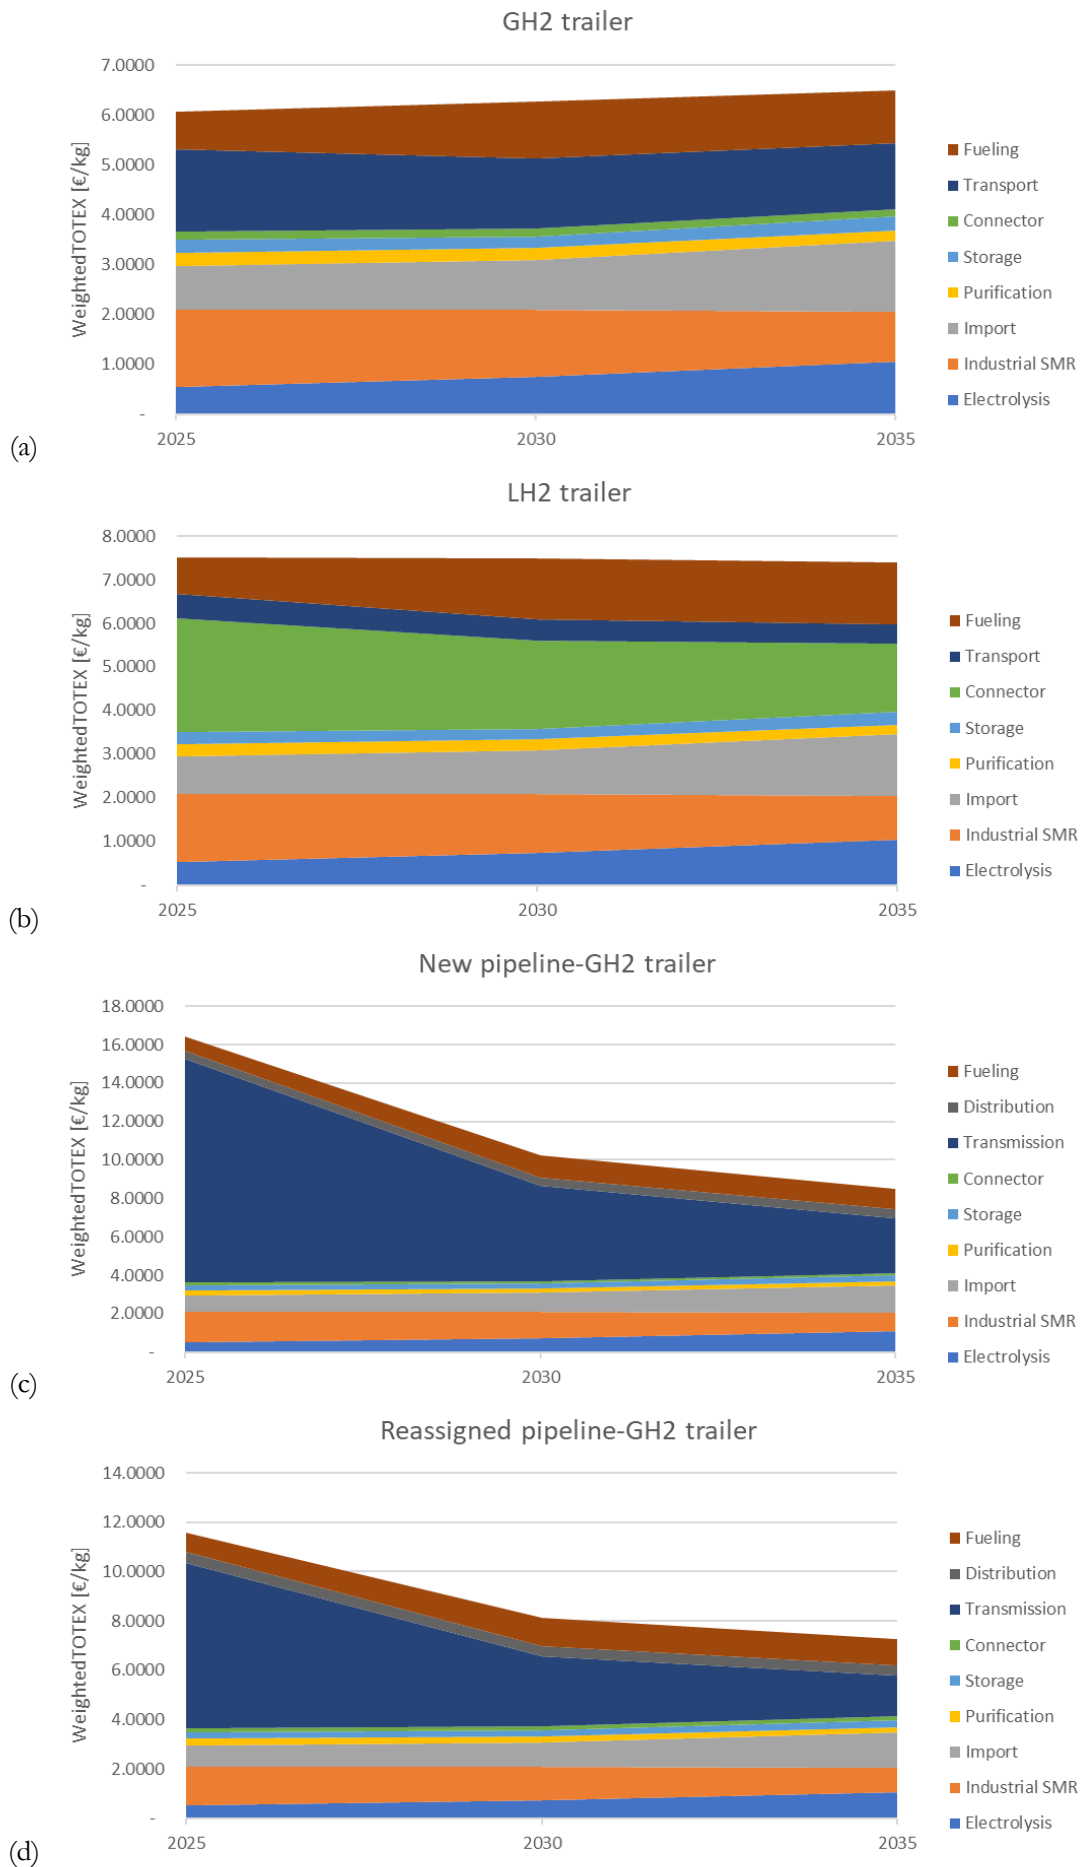 GH2 trailer
7.0000
6.0000
5.0000
4.0000
3.0000
2.0000
1.0000
-
WeightedTOTEX [€/kg]
2025 2030 2035
Fueling
Transport
Connector
Storage
Purification
Import
Industrial SMR
Electrolysis
(a)
LH2 trailer
8.0000
7.0000
6.0000
5.0000
4.0000
3.0000
2.0000
1.0000
-
WeightedTOTEX [€/kg]
2025 2030 2035
Fueling
Transport
Connector
Storage
Purification
Import
Industrial SMR
Electrolysis
(b)
New pipeline-GH2 trailer
18.0000
16.0000
14.0000
12.0000
10.0000
8.0000
6.0000
4.0000
2.0000
-
WeightedTOTEX [€/kg]
2025 2030 2035
Fueling
Distribution
Transmission
Connector
Storage
Purification
Import
Industrial SMR
Electrolysis
(c)
Reassigned pipeline-GH2 trailer
14.0000
12.0000
10.0000
8.0000
6.0000
4.0000
2.0000
-
WeightedTOTEX [€/kg]
2025 2030 2035
Fueling
Distribution
Transmission
Connector
Storage
Purification
Import
Industrial SMR
Electrolysis
(d)